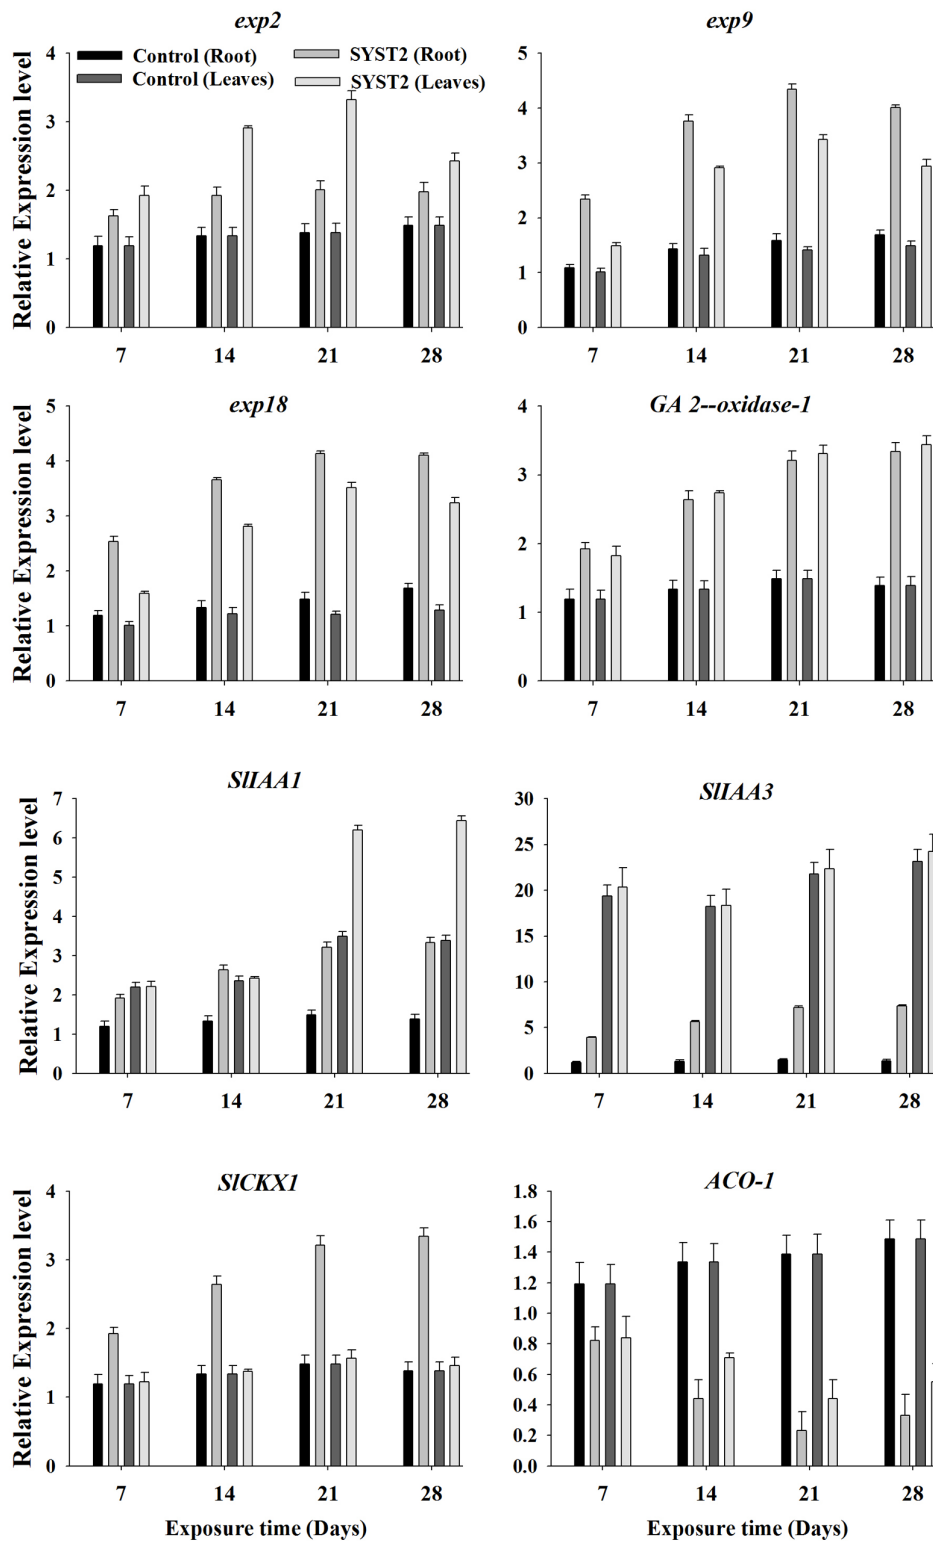 exp2
exp9
Control (Root)
SYST2 (Root)
Control (Leaves)
SYST2 (Leaves)
Relative Expression level
4
3
2
1
0
7 14 21 28
5
4
3
2
1
0
7 14 21 28
exp18
GA 2--oxidase-1
Relative Expression level
5
4
3
2
1
0
7 14 21 28
4
3
2
1
0
7 14 21 28
SlIAA1
SlIAA3
Relative Expression level
7
6
5
4
3
2
1
0
7 14 21 28
30
25
20
15
10
5
0
7 14 21 28
SlCKX1
ACO-1
Relative Expression level
4
3
2
1
0
7 14 21 28
Exposure time (Days)
1.8
1.6
1.4
1.2
1.0
0.8
0.6
0.4
0.2
0.0
7 14 21 28
Exposure time (Days)